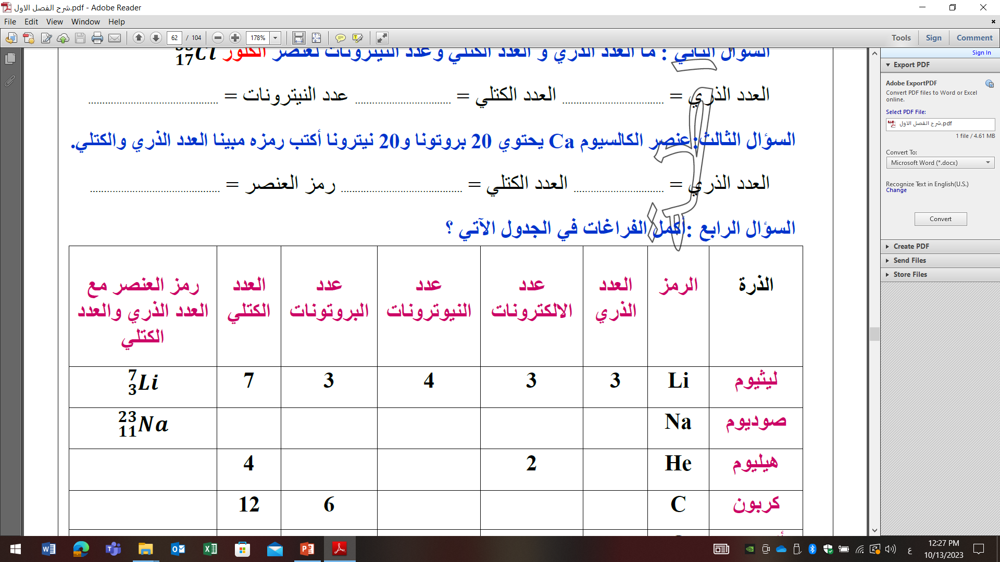 شرح الفصل الاول.pdf - Adobe Reader
File Edit View Window Help
62 / 104 178% Tools Sign Comment
السؤال الثاني : ما العدد الذري و العدد الكتلي وعدد النيترونات لعنصر الكلور 17Cl
العدد الذري = ................ العدد الكتلي = ................ عدد النيترونات = ................
السؤال الثالث:عنصر الكالسيوم Ca يحتوي 20 بروتونا و20 نيترونا أكتب رمزه مبينا العدد الذري والكتلي.
العدد الذري = ................ العدد الكتلي = ................ رمز العنصر = ................
السؤال الرابع :أكمل الفراغات في الجدول الآتي ؟
الذرة الرمز العدد الذري عدد الالكترونات عدد النيوترونات عدد البروتونات العدد الكتلي رمز العنصر مع العدد الذري والعدد الكتلي
ليثيوم Li 3 3 4 3 7 7 3 Li
صوديوم Na 23 11 Na
هيليوم He 2 4
كربون C 6 12
Sign In
Export PDF
Adobe ExportPDF
Convert PDF files to Word or Excel
online.
Select PDF File:
شرح الفصل الاول.pdf
1 file / 4.61 MB
Convert To:
Microsoft Word (*.docx)
Recognize Text in English(U.S.)
Change
Convert
Create PDF
Send Files
Store Files
ع
12:27 PM
10/13/2023